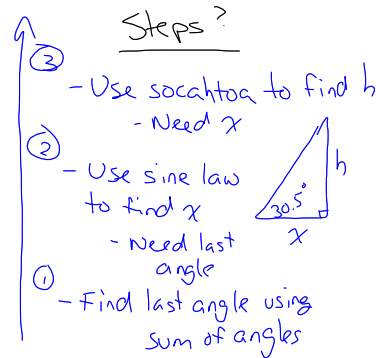 Steps?
③
- Use socahtoa to find h
- Need x
②
- Use sine law
to find x
- Need last
angle
h
30.5°
x
①
- Find last angle using
sum of angles